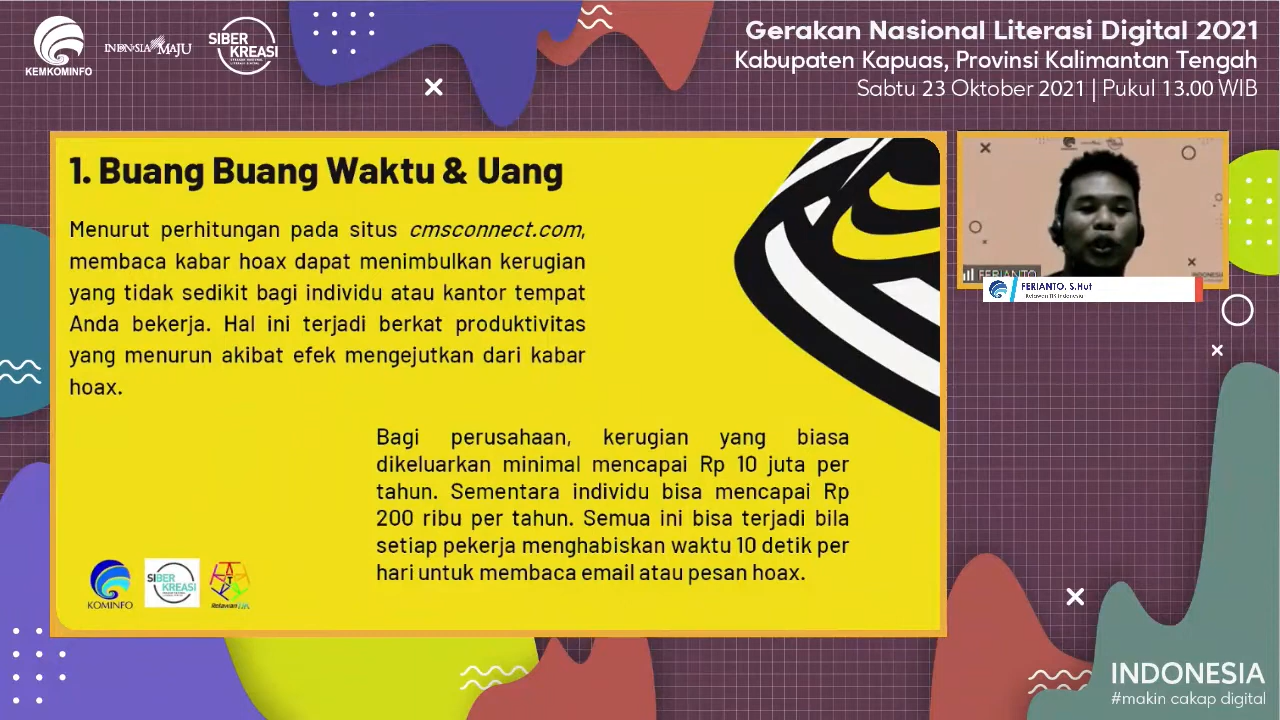 KEMKOMINFO
INDONESIA MAJU
SIBER
KREASI
Gerakan Nasional Literasi Digital 2021
Kabupaten Kapuas, Provinsi Kalimantan Tengah
Sabtu 23 Oktober 2021 | Pukul 13.00 WIB
1. Buang Buang Waktu & Uang
Menurut perhitungan pada situs cmsconnect.com,
membaca kabar hoax dapat menimbulkan kerugian
yang tidak sedikit bagi individu atau kantor tempat
Anda bekerja. Hal ini terjadi berkat produktivitas
yang menurun akibat efek mengejutkan dari kabar
hoax.
Bagi perusahaan, kerugian yang biasa
dikeluarkan minimal mencapai Rp 10 juta per
tahun. Sementara individu bisa mencapai Rp
200 ribu per tahun. Semua ini bisa terjadi bila
setiap pekerja menghabiskan waktu 10 detik per
hari untuk membaca email atau pesan hoax.
KOMINFO
SIBER
KREASI
RelawanTIK
FERIANTO
FERIANTO. S.Hut
Relawan TIK Indonesia
INDONESIA
#makin cakap digital